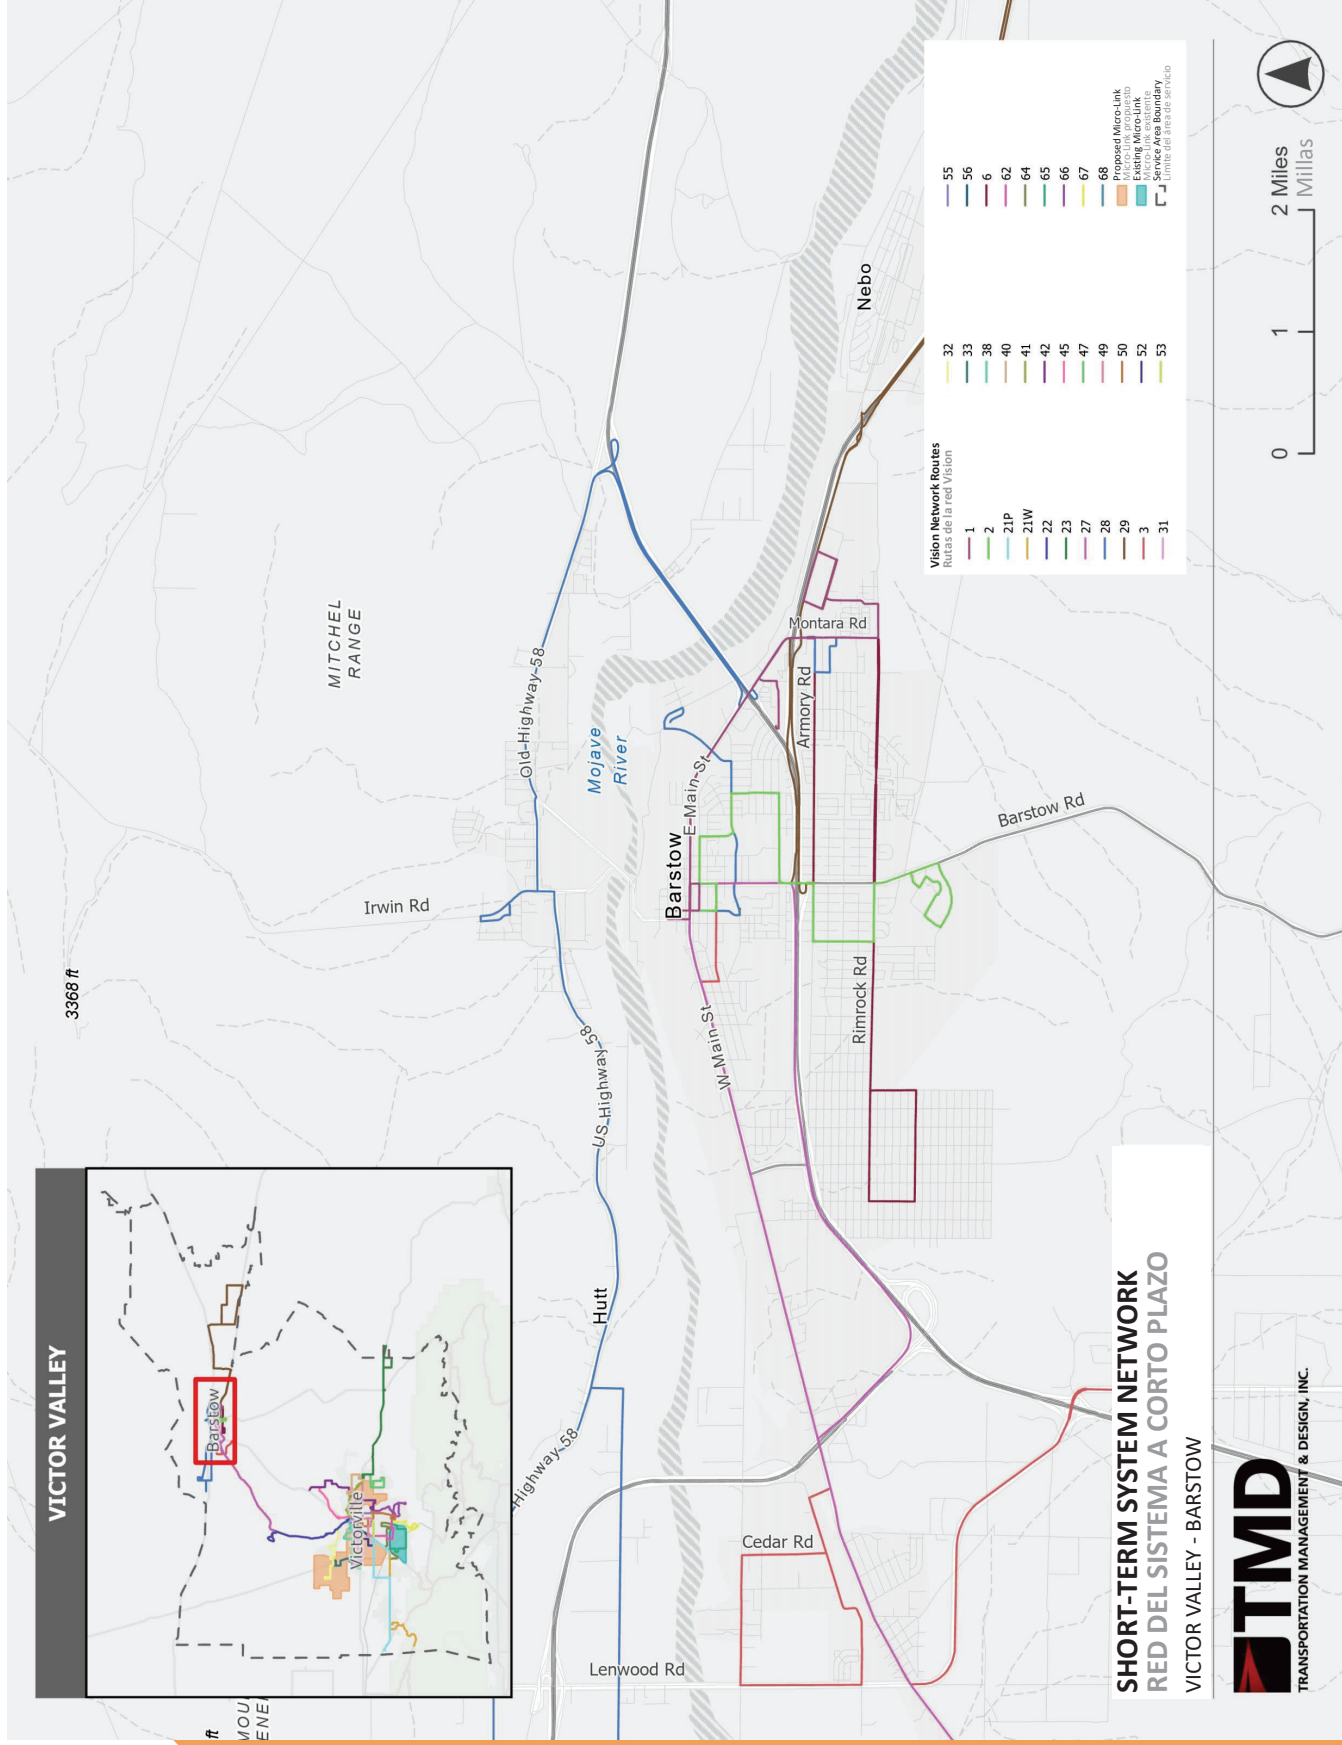 VICTOR VALLEY
Barstow
Victorville
ft
3368 ft
MITCHEL
RANGE
Irwin Rd
Old Highway 58
Mojave
River
US Highway 58
Hutt
Highway 58
Lenwood Rd
Cedar Rd
Barstow
E Main St
W Main St
Armory Rd
Montara Rd
Nebo
Rimrock Rd
Barstow Rd
Vision Network Routes
Rutas de la red Vision
1
2
21P
21W
22
23
27
28
29
3
31
32
33
38
40
41
42
45
47
49
50
52
53
55
56
6
62
64
65
66
67
68
Proposed Micro-Link
Micro-Link propuesto
Existing Micro-Link
Micro-Link existente
Service Area Boundary
Límite del área de servicio
SHORT-TERM SYSTEM NETWORK
RED DEL SISTEMA A CORTO PLAZO
VICTOR VALLEY - BARSTOW
0 1 2 Miles
Millas
TMD
TRANSPORTATION MANAGEMENT & DESIGN, INC.